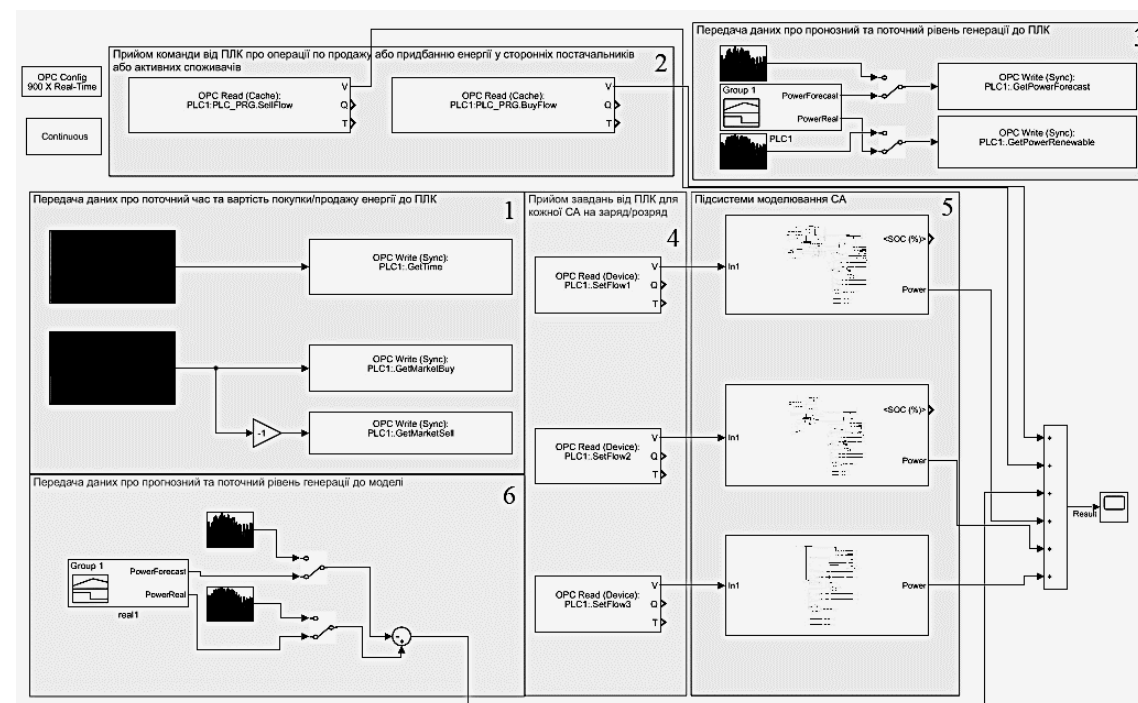 Прийом команди від ПЛК про операції по продажу або придбанню енергії у сторонніх постачальників
або активних споживачів
2
OPC Config
900 X Real-Time
Continuous
OPC Read (Cache):
PLC1:PLC_PRG.SellFlow
V
Q
T
OPC Read (Cache):
PLC1:PLC_PRG.BuyFlow
V
Q
T
Передача даних про пронозний та поточний рівень генерації до ПЛК
Group 1
PowerForecast
PowerReal
PLC1
OPC Write (Sync):
PLC1:.GetPowerForecast
OPC Write (Sync):
PLC1:.GetPowerRenewable
Передача даних про поточний час та вартість покупки/продажу енергії до ПЛК
1
OPC Write (Sync):
PLC1:.GetTime
OPC Write (Sync):
PLC1:.GetMarketBuy
-1
OPC Write (Sync):
PLC1:.GetMarketSell
Прийом завдань від ПЛК для
кожної СА на заряд/розряд
4
OPC Read (Device):
PLC1:.SetFlow1
V
Q
T
OPC Read (Device):
PLC1:.SetFlow2
V
Q
T
OPC Read (Device):
PLC1:.SetFlow3
V
Q
T
Підсистеми моделювання СА
5
In1
<SOC (%)>
Power
In1
<SOC (%)>
Power
In1
Power
Result
Передача даних про прогнозний та поточний рівень генерації до моделі
6
Group 1
PowerForecast
PowerReal
real1